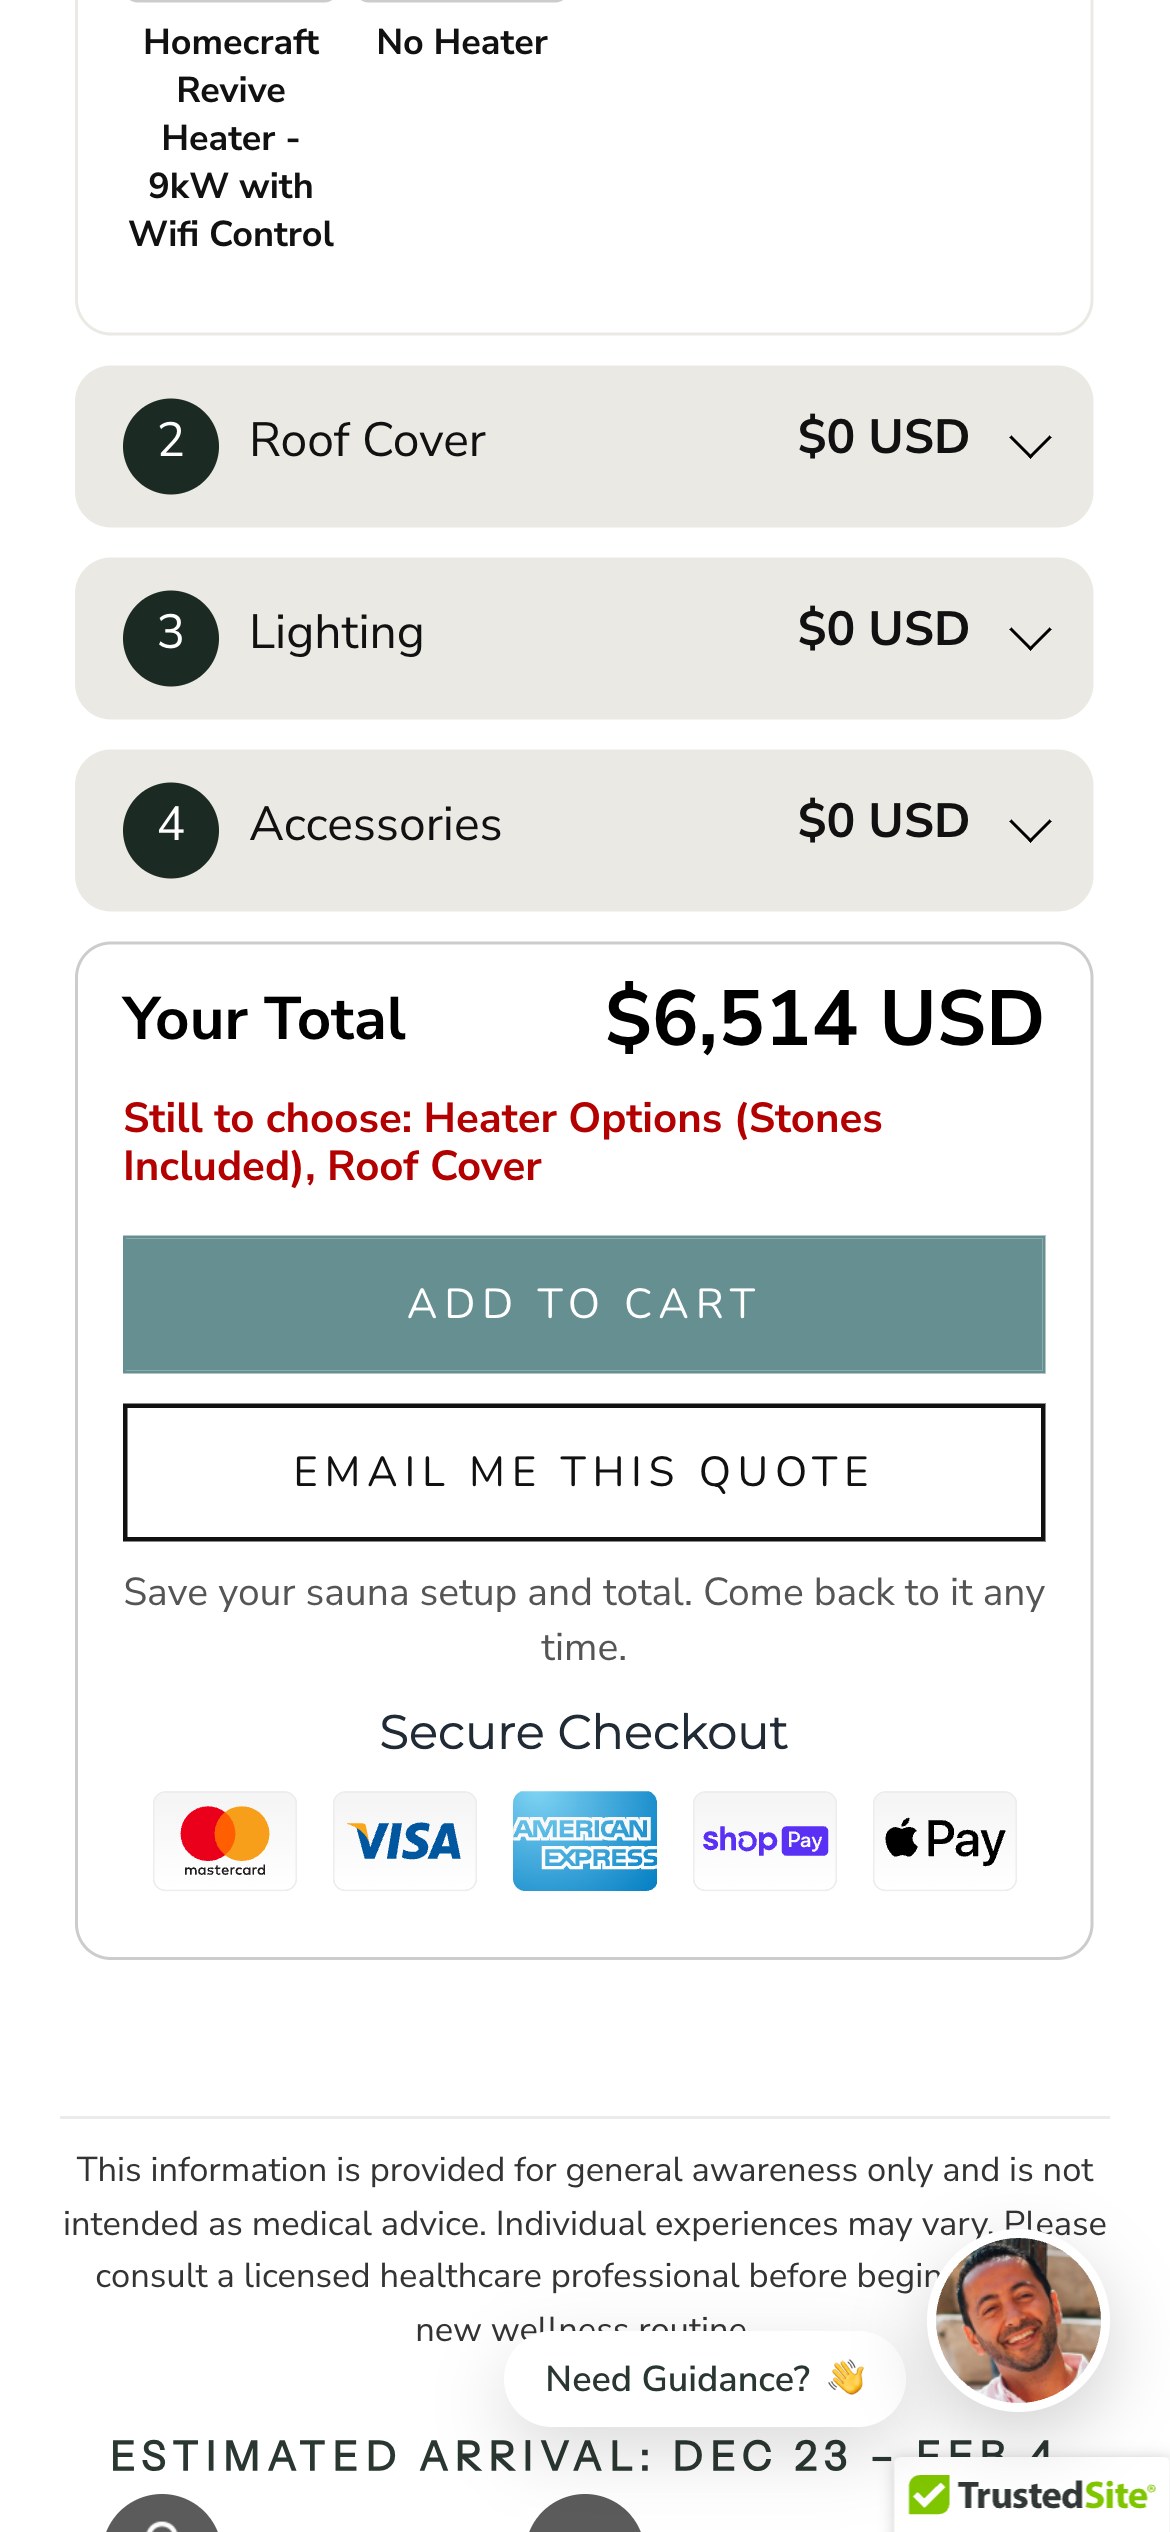 Homecraft
Revive
Heater -
9kW with
Wifi Control
No Heater
2 Roof Cover $0 USD
3 Lighting $0 USD
4 Accessories $0 USD
Your Total $6,514 USD
Still to choose: Heater Options (Stones
Included), Roof Cover
ADD TO CART
EMAIL ME THIS QUOTE
Save your sauna setup and total. Come back to it any
time.
Secure Checkout
mastercard VISA AMERICAN EXPRESS shop Pay Pay
This information is provided for general awareness only and is not
intended as medical advice. Individual experiences may vary. Please
consult a licensed healthcare professional before begin
new wellness routine.
Need Guidance? 👋
ESTIMATED ARRIVAL: DEC 23 – FEB 4
TrustedSite®